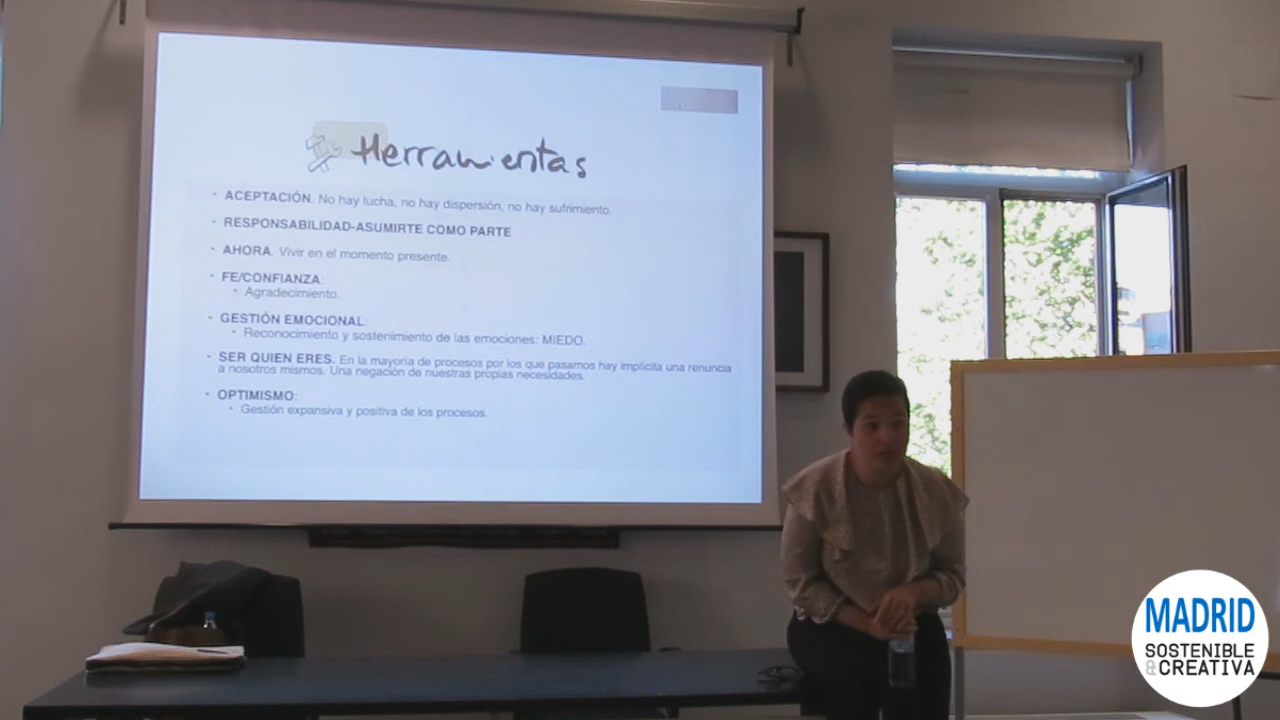 Herramientas
• ACEPTACIÓN. No hay lucha, no hay dispersión, no hay sufrimiento.
• RESPONSABILIDAD-ASUMIRTE COMO PARTE
• AHORA. Vivir en el momento presente.
• FE/CONFIANZA:
• Agradecimiento.
• GESTIÓN EMOCIONAL:
• Reconocimiento y sostenimiento de las emociones: MIEDO.
• SER QUIEN ERES. En la mayoría de procesos por los que pasamos hay implícita una renuncia
a nosotros mismos. Una negación de nuestras propias necesidades.
• OPTIMISMO:
• Gestión expansiva y positiva de los procesos.
MADRID
SOSTENIBLE
&CREATIVA